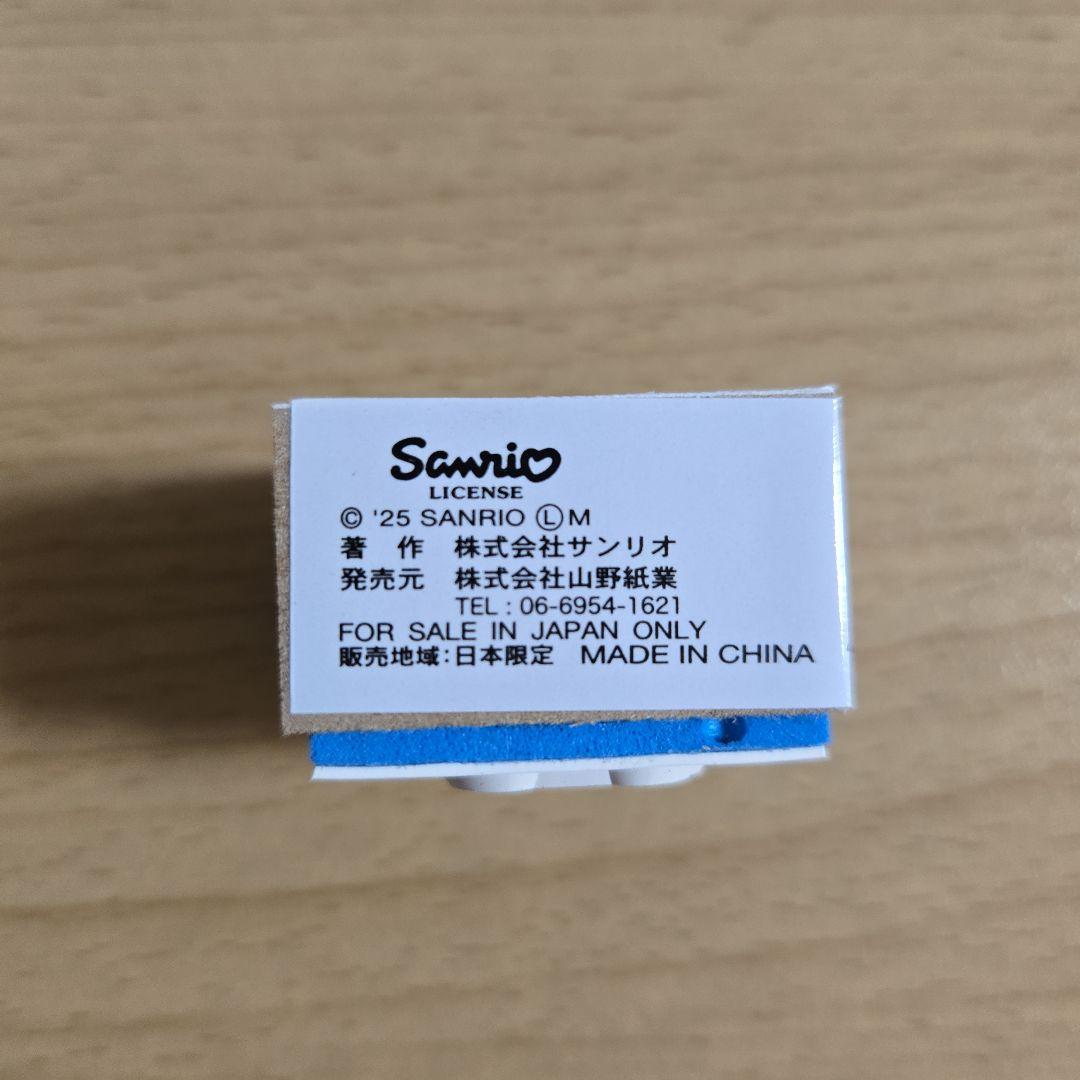 Sanrio
LICENSE
© '25 SANRIO Ⓛ M
著　作　株式会社サンリオ
発売元　株式会社山野紙業
TEL : 06-6954-1621
FOR SALE IN JAPAN ONLY
販売地域:日本限定　MADE IN CHINA